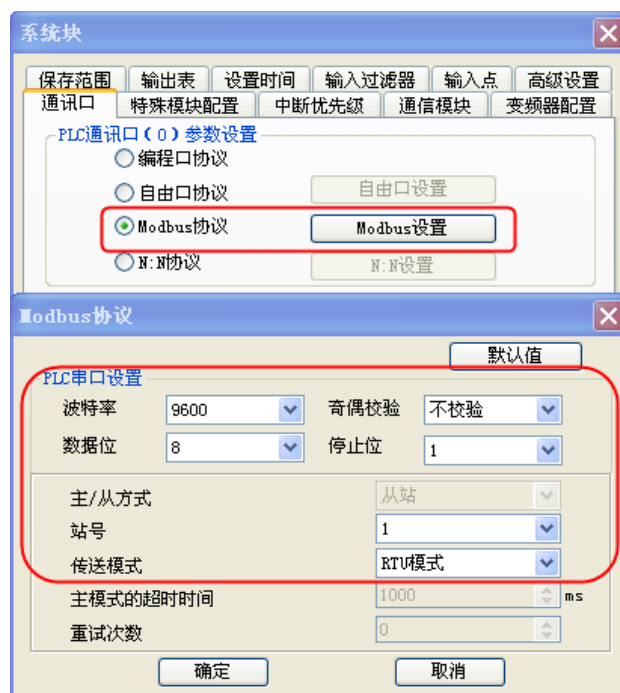 系统块
保存范围 输出表 设置时间 输入过滤器 输入点 高级设置
通讯口 特殊模块配置 中断优先级 通信模块 变频器配置
PLC通讯口(0)参数设置
编程口协议
自由口协议 自由口设置
Modbus协议 Modbus设置
N:N协议 N:N设置
Modbus协议
默认值
PLC串口设置
波特率 9600 奇偶校验 不校验
数据位 8 停止位 1
主/从方式 从站
站号 1
传送模式 RTU模式
主模式的超时时间 1000 ms
重试次数 0
确定 取消